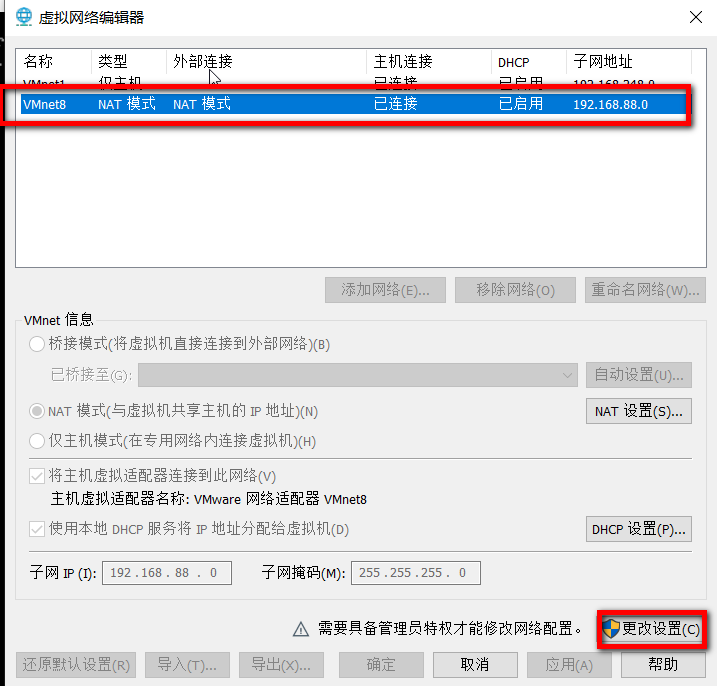 虚拟网络编辑器
名称 类型 外部连接 主机连接 DHCP 子网地址
VMnet1 仅主机... 已连接 已启用 192.168.248.0
VMnet8 NAT 模式 NAT 模式 已连接 已启用 192.168.88.0
添加网络(E)... 移除网络(O) 重命名网络(W)...
VMnet 信息
桥接模式(将虚拟机直接连接到外部网络)(B)
已桥接至(G): 自动设置(U)...
NAT 模式(与虚拟机共享主机的 IP 地址)(N) NAT 设置(S)...
仅主机模式(在专用网络内连接虚拟机)(H)
将主机虚拟适配器连接到此网络(V)
主机虚拟适配器名称: VMware 网络适配器 VMnet8
使用本地 DHCP 服务将 IP 地址分配给虚拟机(D) DHCP 设置(P)...
子网 IP (I): 192.168. 88 . 0 子网掩码(M): 255.255.255. 0
需要具备管理员特权才能修改网络配置。 更改设置(C)
还原默认设置(R) 导入(T)... 导出(X)... 确定 取消 应用(A) 帮助